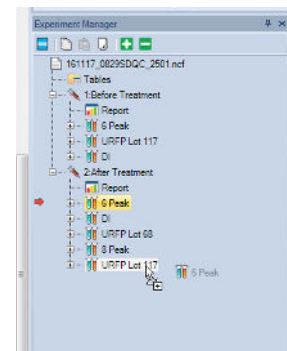 Experiment Manager
161117_0829SDQC_2501.ncf
Tables
1:Before Treatment
Report
6 Peak
URFP Lot 117
DI
2:After Treatment
Report
6 Peak
DI
URFP Lot 68
8 Peak
URFP Lot 117
6 Peak